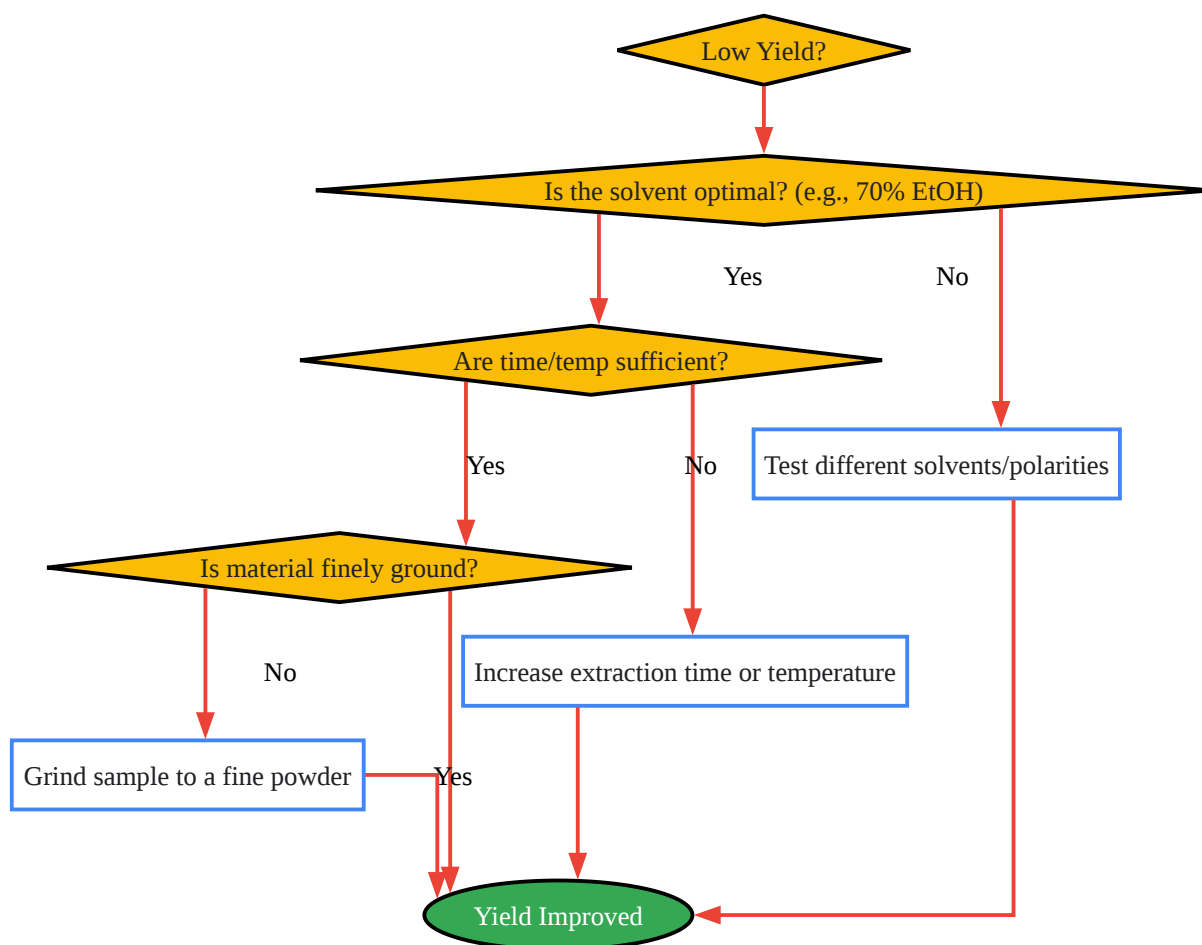 Low Yield?
Is the solvent optimal? (e.g., 70% EtOH)
Yes
No
Are time/temp sufficient?
Yes
No
Test different solvents/polarities
Is material finely ground?
No
Increase extraction time or temperature
Grind sample to a fine powder
Yes
Yield Improved